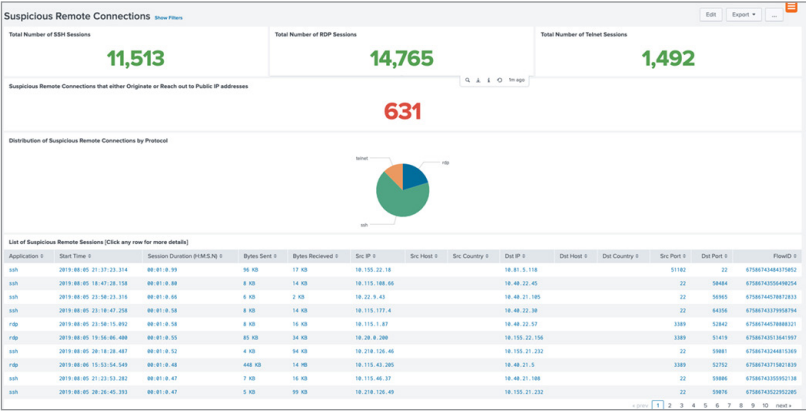 Suspicious Remote Connections Show Filters
Edit Export ▾ ...
Total Number of SSH Sessions
Total Number of RDP Sessions
Total Number of Telnet Sessions
11,513
14,765
1,492
1m ago
Suspicious Remote Connections that either Originate or Reach out to Public IP addresses
631
Distribution of Suspicious Remote Connections by Protocol
telnet
rdp
ssh
List of Suspicious Remote Sessions [Click any row for more details]
Application Start Time Session Duration (H:M:S.N) Bytes Sent Bytes Recieved Src IP Src Host Src Country Dst IP Dst Host Dst Country Src Port Dst Port FlowID
ssh 2019:08:05 21:37:23.314 00:01:0.99 96 KB 17 KB 10.155.22.18 10.81.5.118 51102 22 67586743484375052
ssh 2019:08:05 18:47:28.158 00:01:0.80 8 KB 14 KB 10.115.108.66 10.40.22.45 22 50484 67586743556490254
ssh 2019:08:05 23:50:23.316 00:01:0.66 6 KB 2 KB 10.22.9.43 10.40.21.105 22 56965 67586744570872833
ssh 2019:08:05 23:10:47.258 00:01:0.58 8 KB 14 KB 10.115.177.4 10.40.22.30 22 64356 67586743379958794
rdp 2019:08:05 23:50:15.092 00:01:0.58 8 KB 16 KB 10.115.1.87 10.40.22.57 3389 52842 67586744570808321
rdp 2019:08:05 19:56:06.400 00:01:0.55 85 KB 34 KB 10.20.0.200 10.155.22.156 3389 51419 67586743513641997
ssh 2019:08:05 20:18:28.487 00:01:0.52 4 KB 94 KB 10.210.126.46 10.155.21.232 22 59081 67586743244815369
rdp 2019:08:06 15:53:54.549 00:01:0.48 448 KB 14 MB 10.115.43.205 10.40.21.5 3389 52752 67586743715021839
ssh 2019:08:05 21:23:53.282 00:01:0.47 7 KB 16 KB 10.115.46.37 10.40.21.108 22 59806 67586743355952138
ssh 2019:08:05 20:26:45.393 00:01:0.47 5 KB 99 KB 10.210.126.49 10.155.21.232 22 59076 67586743522952205
« prev 1 2 3 4 5 6 7 8 9 10 next »